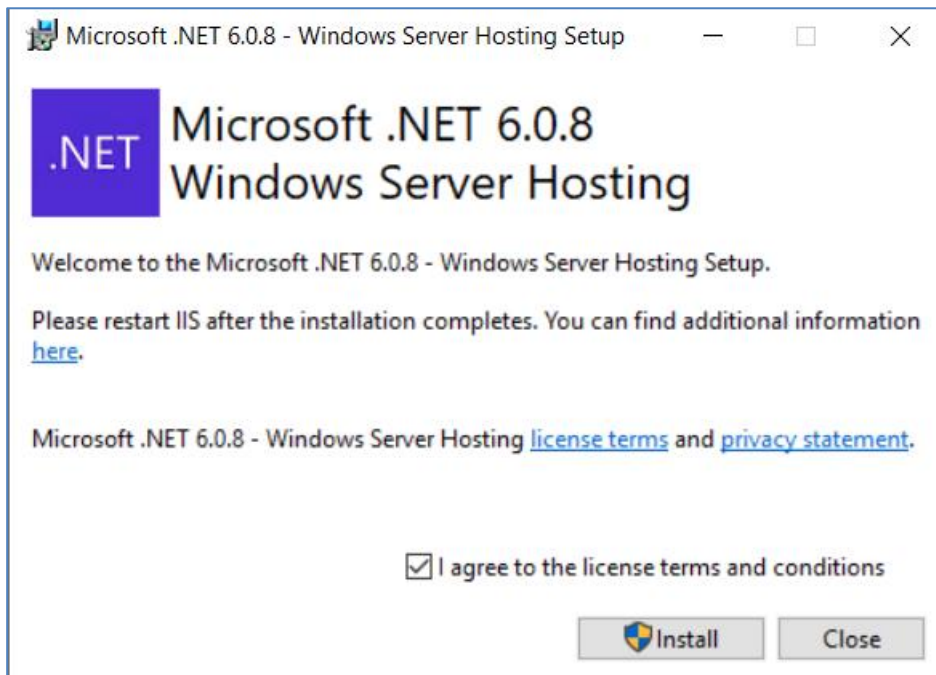 Microsoft .NET 6.0.8 - Windows Server Hosting Setup
.NET
Microsoft .NET 6.0.8
Windows Server Hosting
Welcome to the Microsoft .NET 6.0.8 - Windows Server Hosting Setup.
Please restart IIS after the installation completes. You can find additional information
here.
Microsoft .NET 6.0.8 - Windows Server Hosting license terms and privacy statement.
I agree to the license terms and conditions
Install
Close